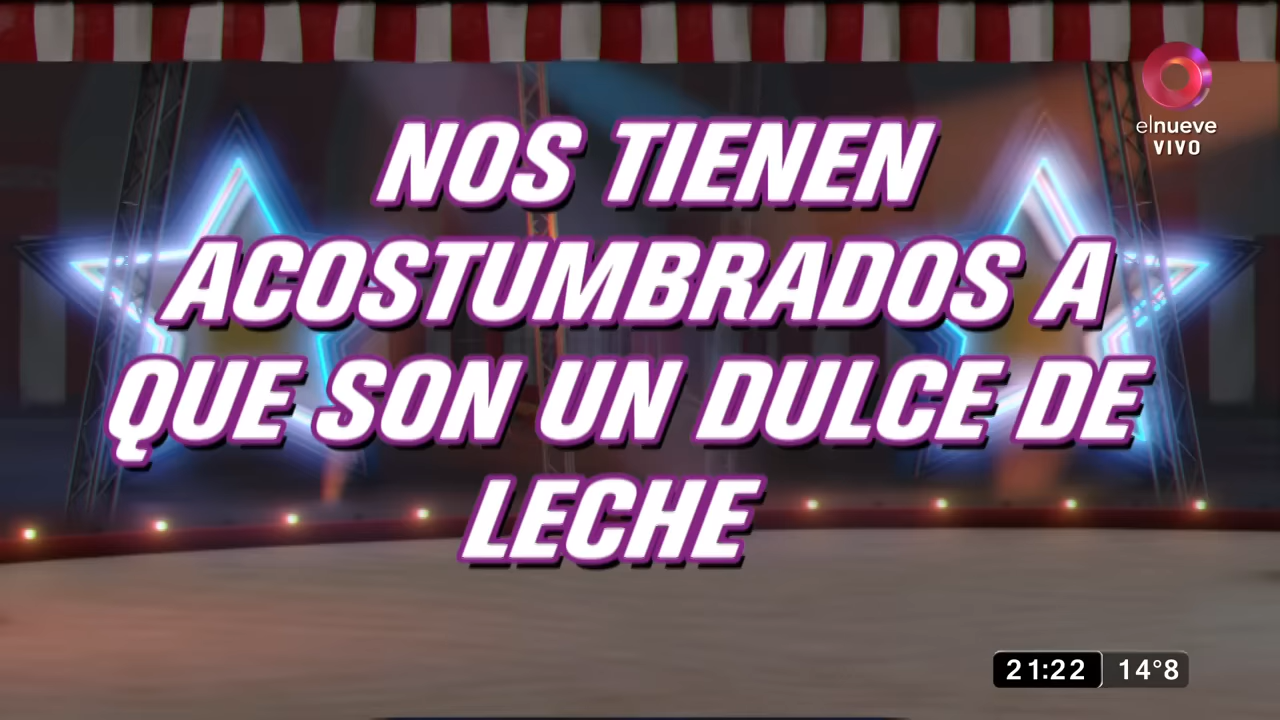 elnueve
VIVO
NOS TIENEN
ACOSTUMBRADOS A
QUE SON UN DULCE DE
LECHE
21:22 14°8